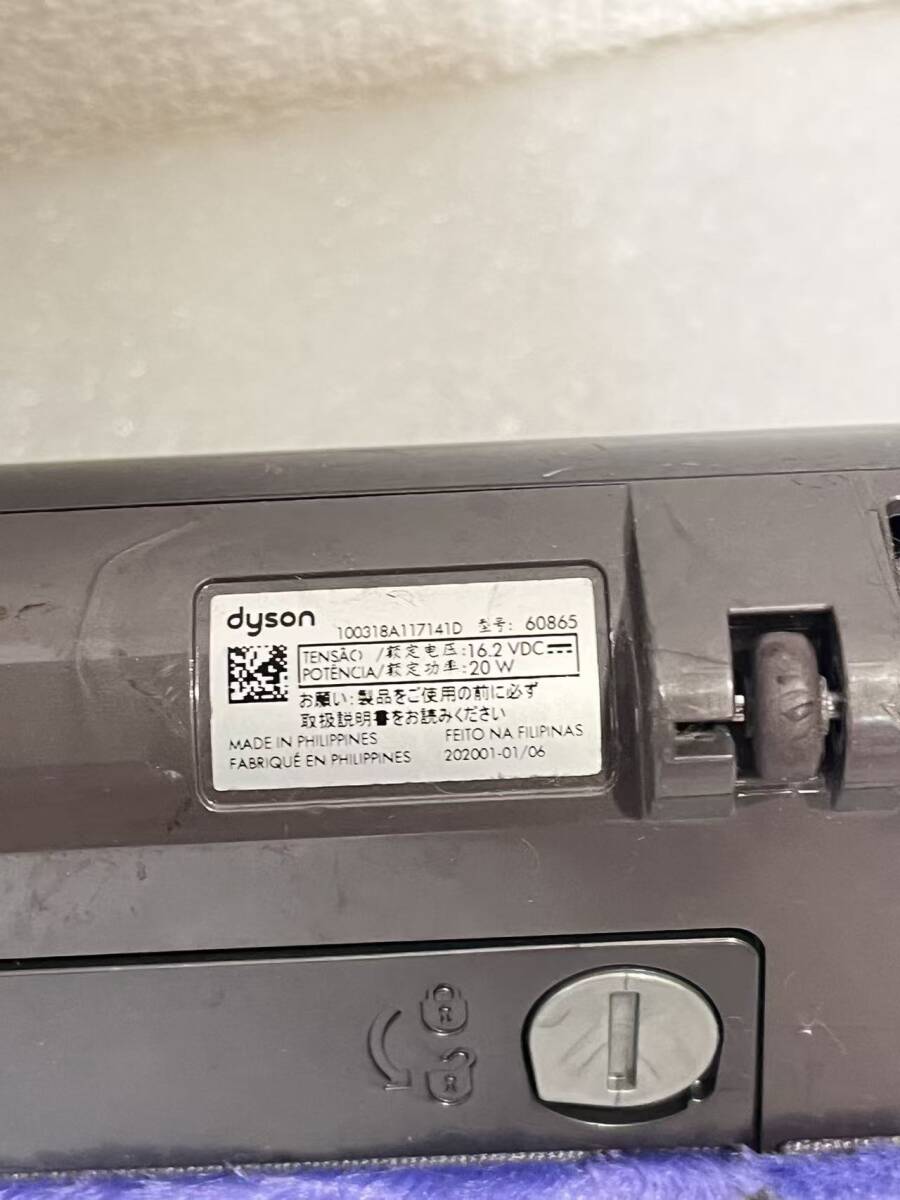 dyson 100318A117141D 型号: 60865
TENSÃO /额定电压:16.2 VDC⎓
POTÊNCIA/额定功率:20 W
お願い:製品をご使用の前に必ず
取扱説明書をお読みください
MADE IN PHILIPPINES FEITO NA FILIPINAS
FABRIQUÉ EN PHILIPPINES 202001-01/06